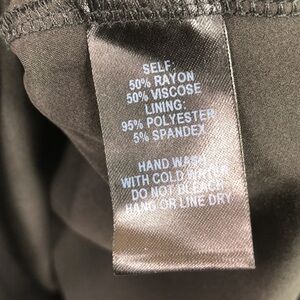 SELF:
50% RAYON
50% VISCOSE
LINING:
95% POLYESTER
5% SPANDEX
HAND WASH
WITH COLD WATER
DO NOT BLEACH
HANG OR LINE DRY